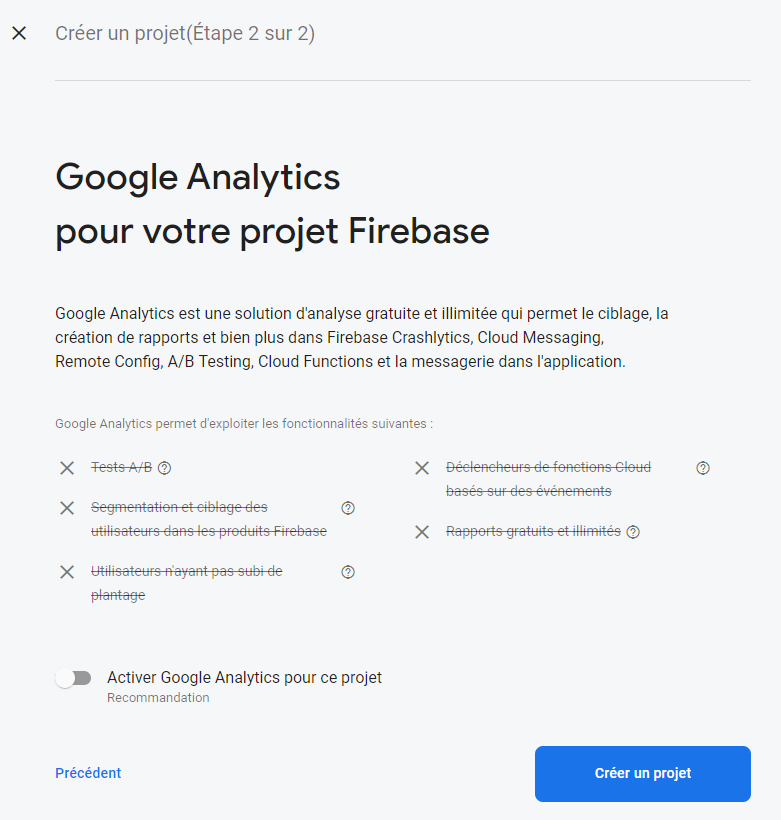 Créer un projet(Étape 2 sur 2)
Google Analytics
pour votre projet Firebase
Google Analytics est une solution d'analyse gratuite et illimitée qui permet le ciblage, la
création de rapports et bien plus dans Firebase Crashlytics, Cloud Messaging,
Remote Config, A/B Testing, Cloud Functions et la messagerie dans l'application.
Google Analytics permet d'exploiter les fonctionnalités suivantes :
Tests A/B
Segmentation et ciblage des
utilisateurs dans les produits Firebase
Utilisateurs n'ayant pas subi de
plantage
Déclencheurs de fonctions Cloud
basés sur des événements
Rapports gratuits et illimités
Activer Google Analytics pour ce projet
Recommandation
Précédent
Créer un projet